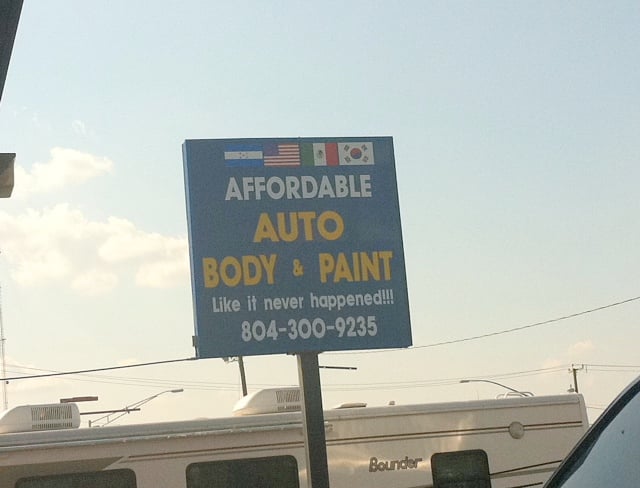 AFFORDABLE
AUTO
BODY & PAINT
Like it never happened!!!
804-300-9235
Bounder